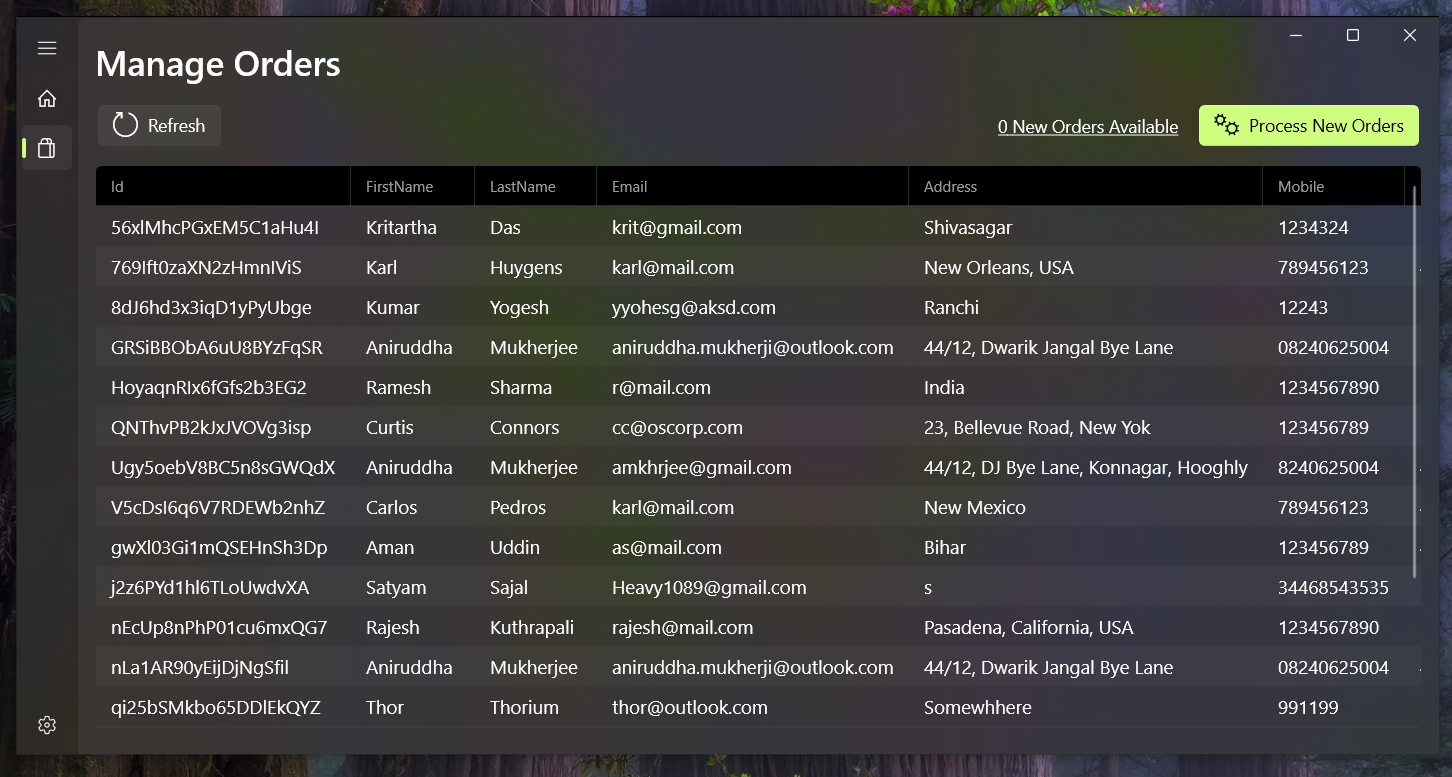 Manage Orders
Refresh
0 New Orders Available
Process New Orders
Id FirstName LastName Email Address Mobile
56xlMhcPGxEM5C1aHu4I Kritartha Das krit@gmail.com Shivasagar 1234324
769Ift0zaXN2zHmnIViS Karl Huygens karl@mail.com New Orleans, USA 789456123
8dJ6hd3x3iqD1yPyUbge Kumar Yogesh yyohesg@aksd.com Ranchi 12243
GRSiBBObA6uU8BYzFqSR Aniruddha Mukherjee aniruddha.mukherji@outlook.com 44/12, Dwarik Jangal Bye Lane 08240625004
HoyaqnRIx6fGfs2b3EG2 Ramesh Sharma r@mail.com India 1234567890
QNThvPB2kJxJVOVg3isp Curtis Connors cc@oscorp.com 23, Bellevue Road, New Yok 123456789
Ugy5oebV8BC5n8sGWQdX Aniruddha Mukherjee amkhrjee@gmail.com 44/12, DJ Bye Lane, Konnagar, Hooghly 8240625004
V5cDsI6q6V7RDEWb2nhZ Carlos Pedros karl@mail.com New Mexico 789456123
gwXl03Gi1mQSEHnSh3Dp Aman Uddin as@mail.com Bihar 123456789
j2z6PYd1hl6TLoUwdvXA Satyam Sajal Heavy1089@gmail.com s 34468543535
nEcUp8nPhP01cu6mxQG7 Rajesh Kuthrapali rajesh@mail.com Pasadena, California, USA 1234567890
nLa1AR90yEijDjNgSfil Aniruddha Mukherjee aniruddha.mukherji@outlook.com 44/12, Dwarik Jangal Bye Lane 08240625004
qi25bSMkbo65DDlEkQYZ Thor Thorium thor@outlook.com Somewhhere 991199